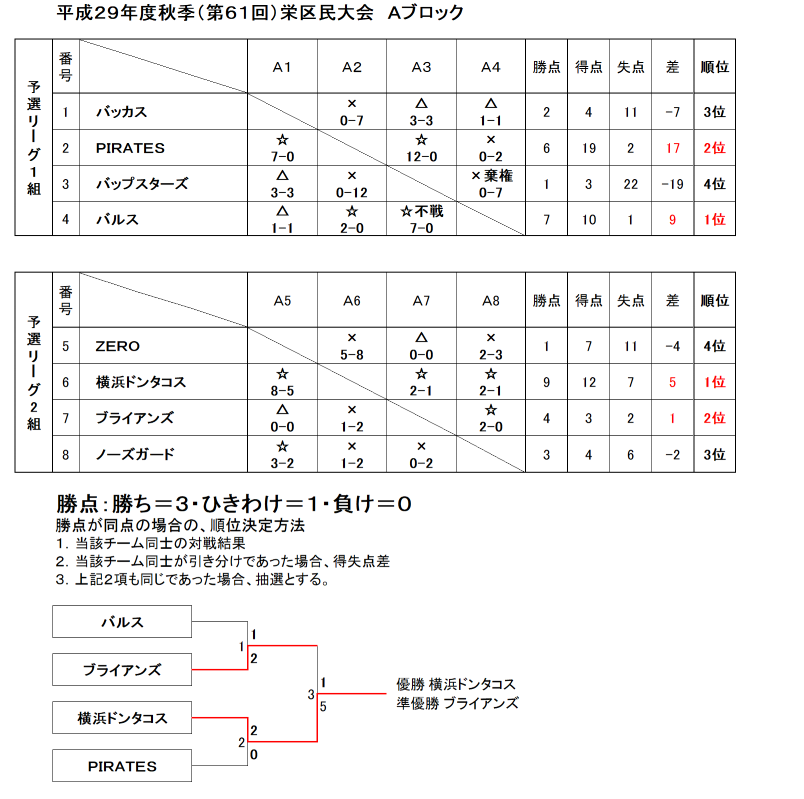 平成29年度秋季（第61回）栄区民大会　Aブロック
予選リーグ1組
番号 A1 A2 A3 A4 勝点 得点 失点 差 順位
1 バッカス × 0-7 △ 3-3 △ 1-1 2 4 11 -7 3位
2 PIRATES ☆ 7-0 ☆ 12-0 × 0-2 6 19 2 17 2位
3 バップスターズ △ 3-3 × 0-12 ×棄権 0-7 1 3 22 -19 4位
4 バルス △ 1-1 ☆ 2-0 ☆不戦 7-0 7 10 1 9 1位
予選リーグ2組
番号 A5 A6 A7 A8 勝点 得点 失点 差 順位
5 ZERO × 5-8 △ 0-0 × 2-3 1 7 11 -4 4位
6 横浜ドンタコス ☆ 8-5 ☆ 2-1 ☆ 2-1 9 12 7 5 1位
7 ブライアンズ △ 0-0 × 1-2 ☆ 2-0 4 3 2 1 2位
8 ノーズガード ☆ 3-2 × 1-2 × 0-2 3 4 6 -2 3位
勝点：勝ち＝3・ひきわけ＝1・負け＝0
勝点が同点の場合の、順位決定方法
1．当該チーム同士の対戦結果
2．当該チーム同士が引き分けであった場合、得失点差
3．上記2項も同じであった場合、抽選とする。
バルス
1
1
2
ブライアンズ
1
3
5
優勝 横浜ドンタコス
準優勝 ブライアンズ
横浜ドンタコス
2
2
0
PIRATES